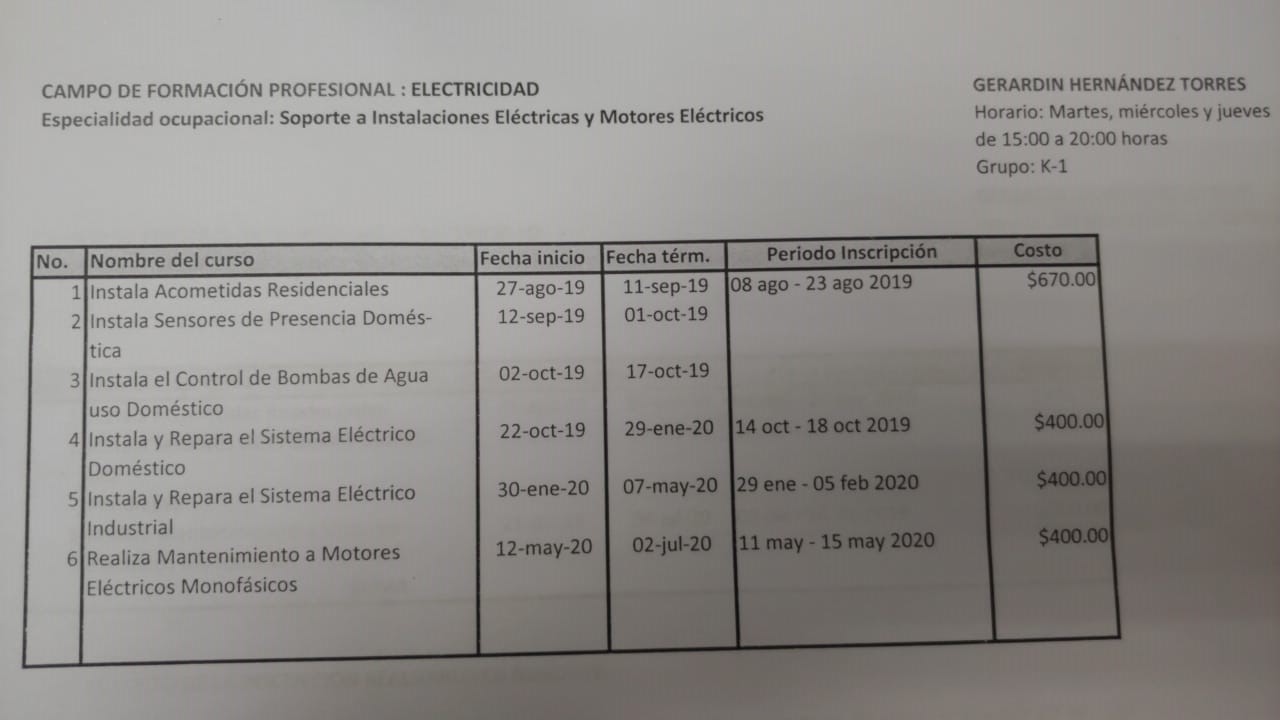 CAMPO DE FORMACIÓN PROFESIONAL : ELECTRICIDAD
Especialidad ocupacional: Soporte a Instalaciones Eléctricas y Motores Eléctricos
GERARDIN HERNÁNDEZ TORRES
Horario: Martes, miércoles y jueves
de 15:00 a 20:00 horas
Grupo: K-1
No. Nombre del curso Fecha inicio Fecha térm. Periodo Inscripción Costo
1 Instala Acometidas Residenciales 27-ago-19 11-sep-19 08 ago - 23 ago 2019 $670.00
2 Instala Sensores de Presencia Domés- 12-sep-19 01-oct-19
tica
3 Instala el Control de Bombas de Agua 02-oct-19 17-oct-19
uso Doméstico
4 Instala y Repara el Sistema Eléctrico 22-oct-19 29-ene-20 14 oct - 18 oct 2019 $400.00
Doméstico
5 Instala y Repara el Sistema Eléctrico 30-ene-20 07-may-20 29 ene - 05 feb 2020 $400.00
Industrial
6 Realiza Mantenimiento a Motores 12-may-20 02-jul-20 11 may - 15 may 2020 $400.00
Eléctricos Monofásicos